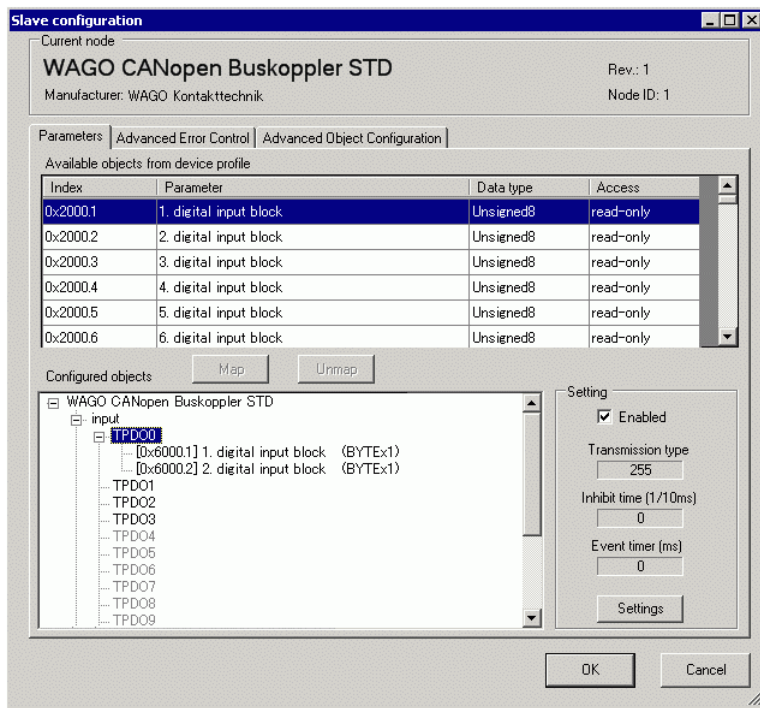 Slave configuration
Current node
WAGO CANopen Buskoppler STD
Rev.: 1
Manufacturer: WAGO Kontakttechnik
Node ID: 1
Parameters Advanced Error Control Advanced Object Configuration
Available objects from device profile
Index Parameter Data type Access
0x2000.1 1. digital input block Unsigned8 read-only
0x2000.2 2. digital input block Unsigned8 read-only
0x2000.3 3. digital input block Unsigned8 read-only
0x2000.4 4. digital input block Unsigned8 read-only
0x2000.5 5. digital input block Unsigned8 read-only
0x2000.6 6. digital input block Unsigned8 read-only
Configured objects Map Unmap
WAGO CANopen Buskoppler STD
input
TPDO0
[0x6000.1] 1. digital input block (BYTEx1)
[0x6000.2] 2. digital input block (BYTEx1)
TPDO1
TPDO2
TPDO3
TPDO4
TPDO5
TPDO6
TPDO7
TPDO8
TPDO9
Setting
Enabled
Transmission type
255
Inhibit time (1/10ms)
0
Event timer (ms)
0
Settings
OK Cancel